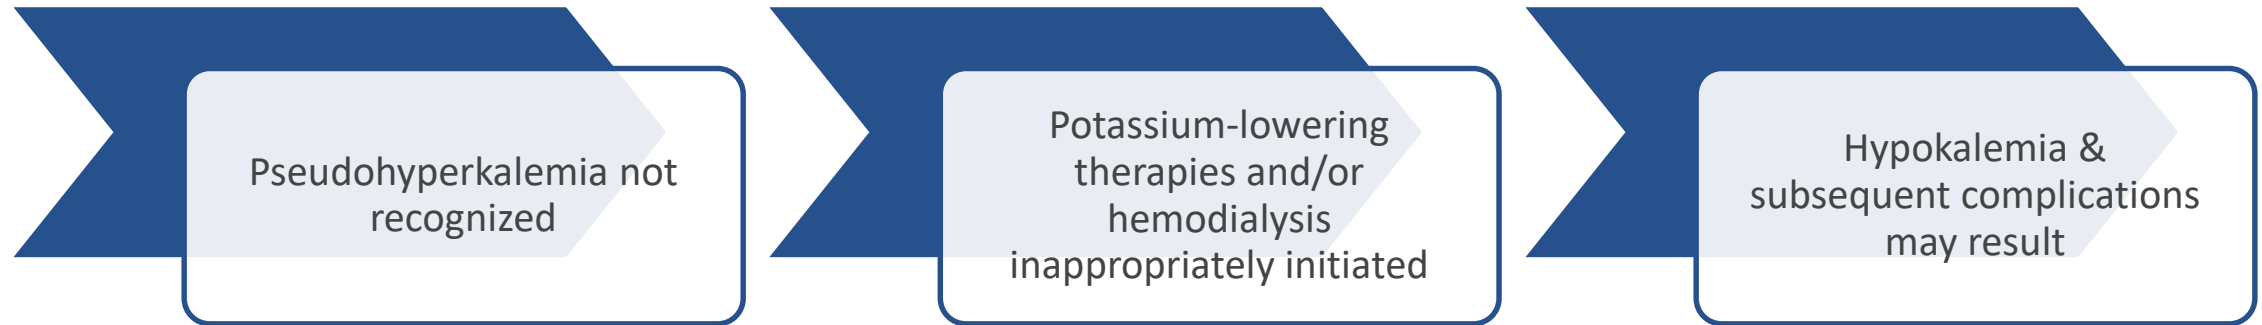 Pseudohyperkalemia not
recognized
Potassium-lowering
therapies and/or
hemodialysis
inappropriately initiated
Hypokalemia &
subsequent complications
may result